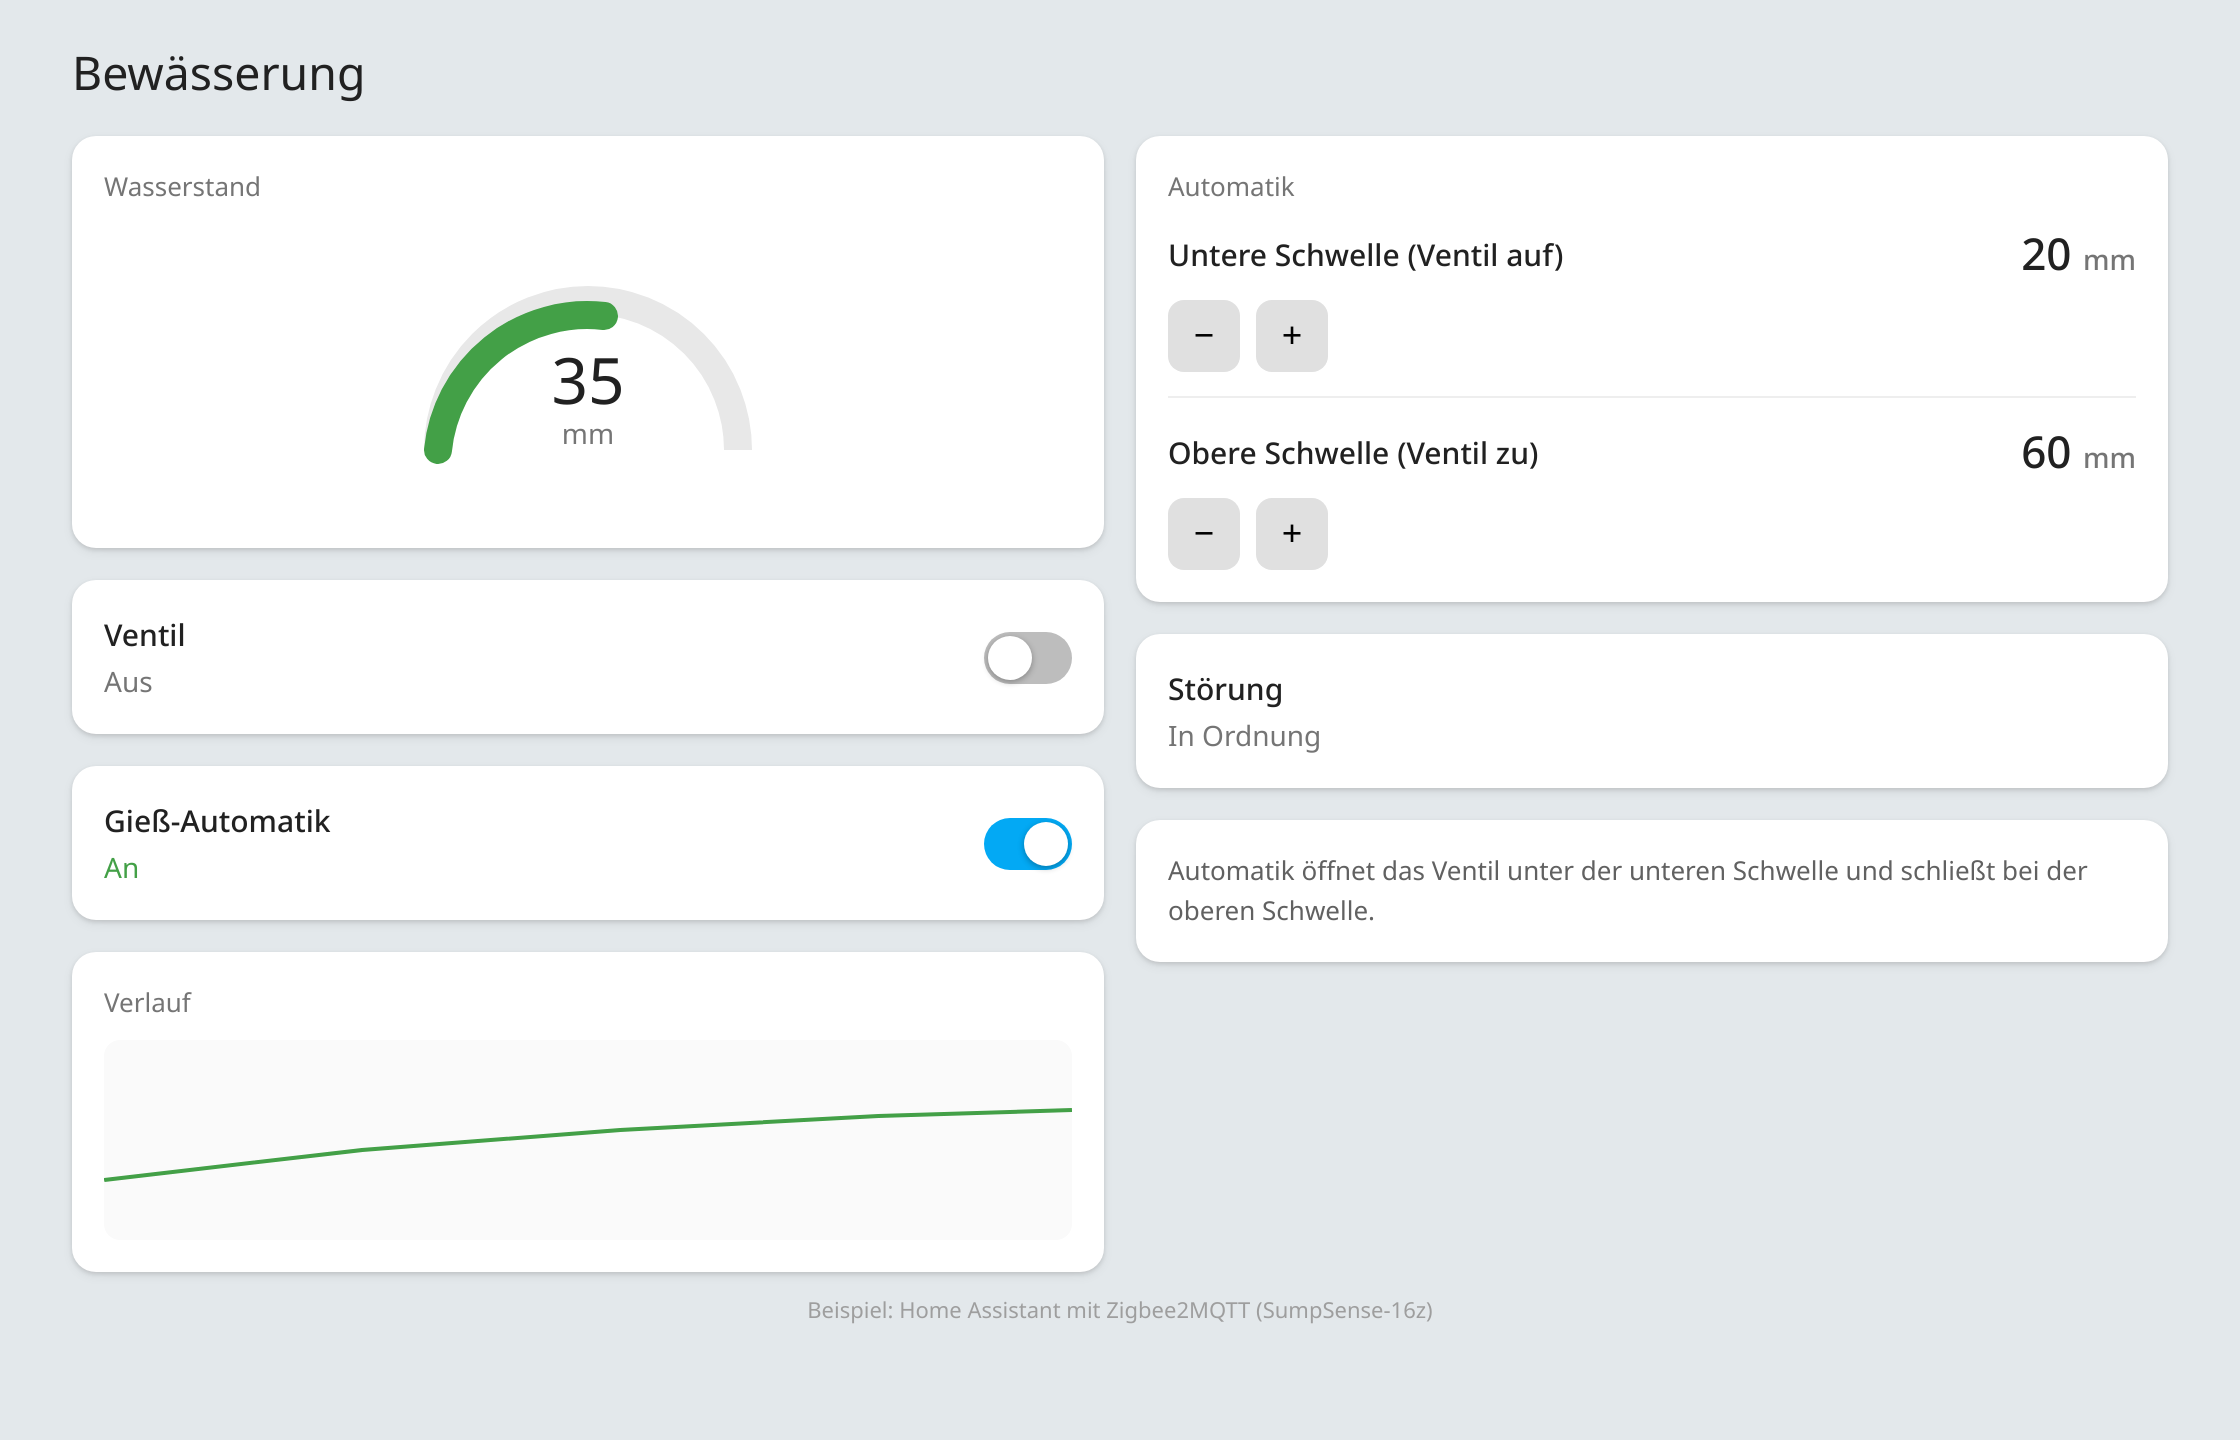 Bewässerung
Wasserstand
35
mm
Ventil
Aus
Gieß-Automatik
An
Verlauf
Automatik
Untere Schwelle (Ventil auf)
20 mm
−
+
Obere Schwelle (Ventil zu)
60 mm
−
+
Störung
In Ordnung
Automatik öffnet das Ventil unter der unteren Schwelle und schließt bei der
oberen Schwelle.
Beispiel: Home Assistant mit Zigbee2MQTT (SumpSense-16z)